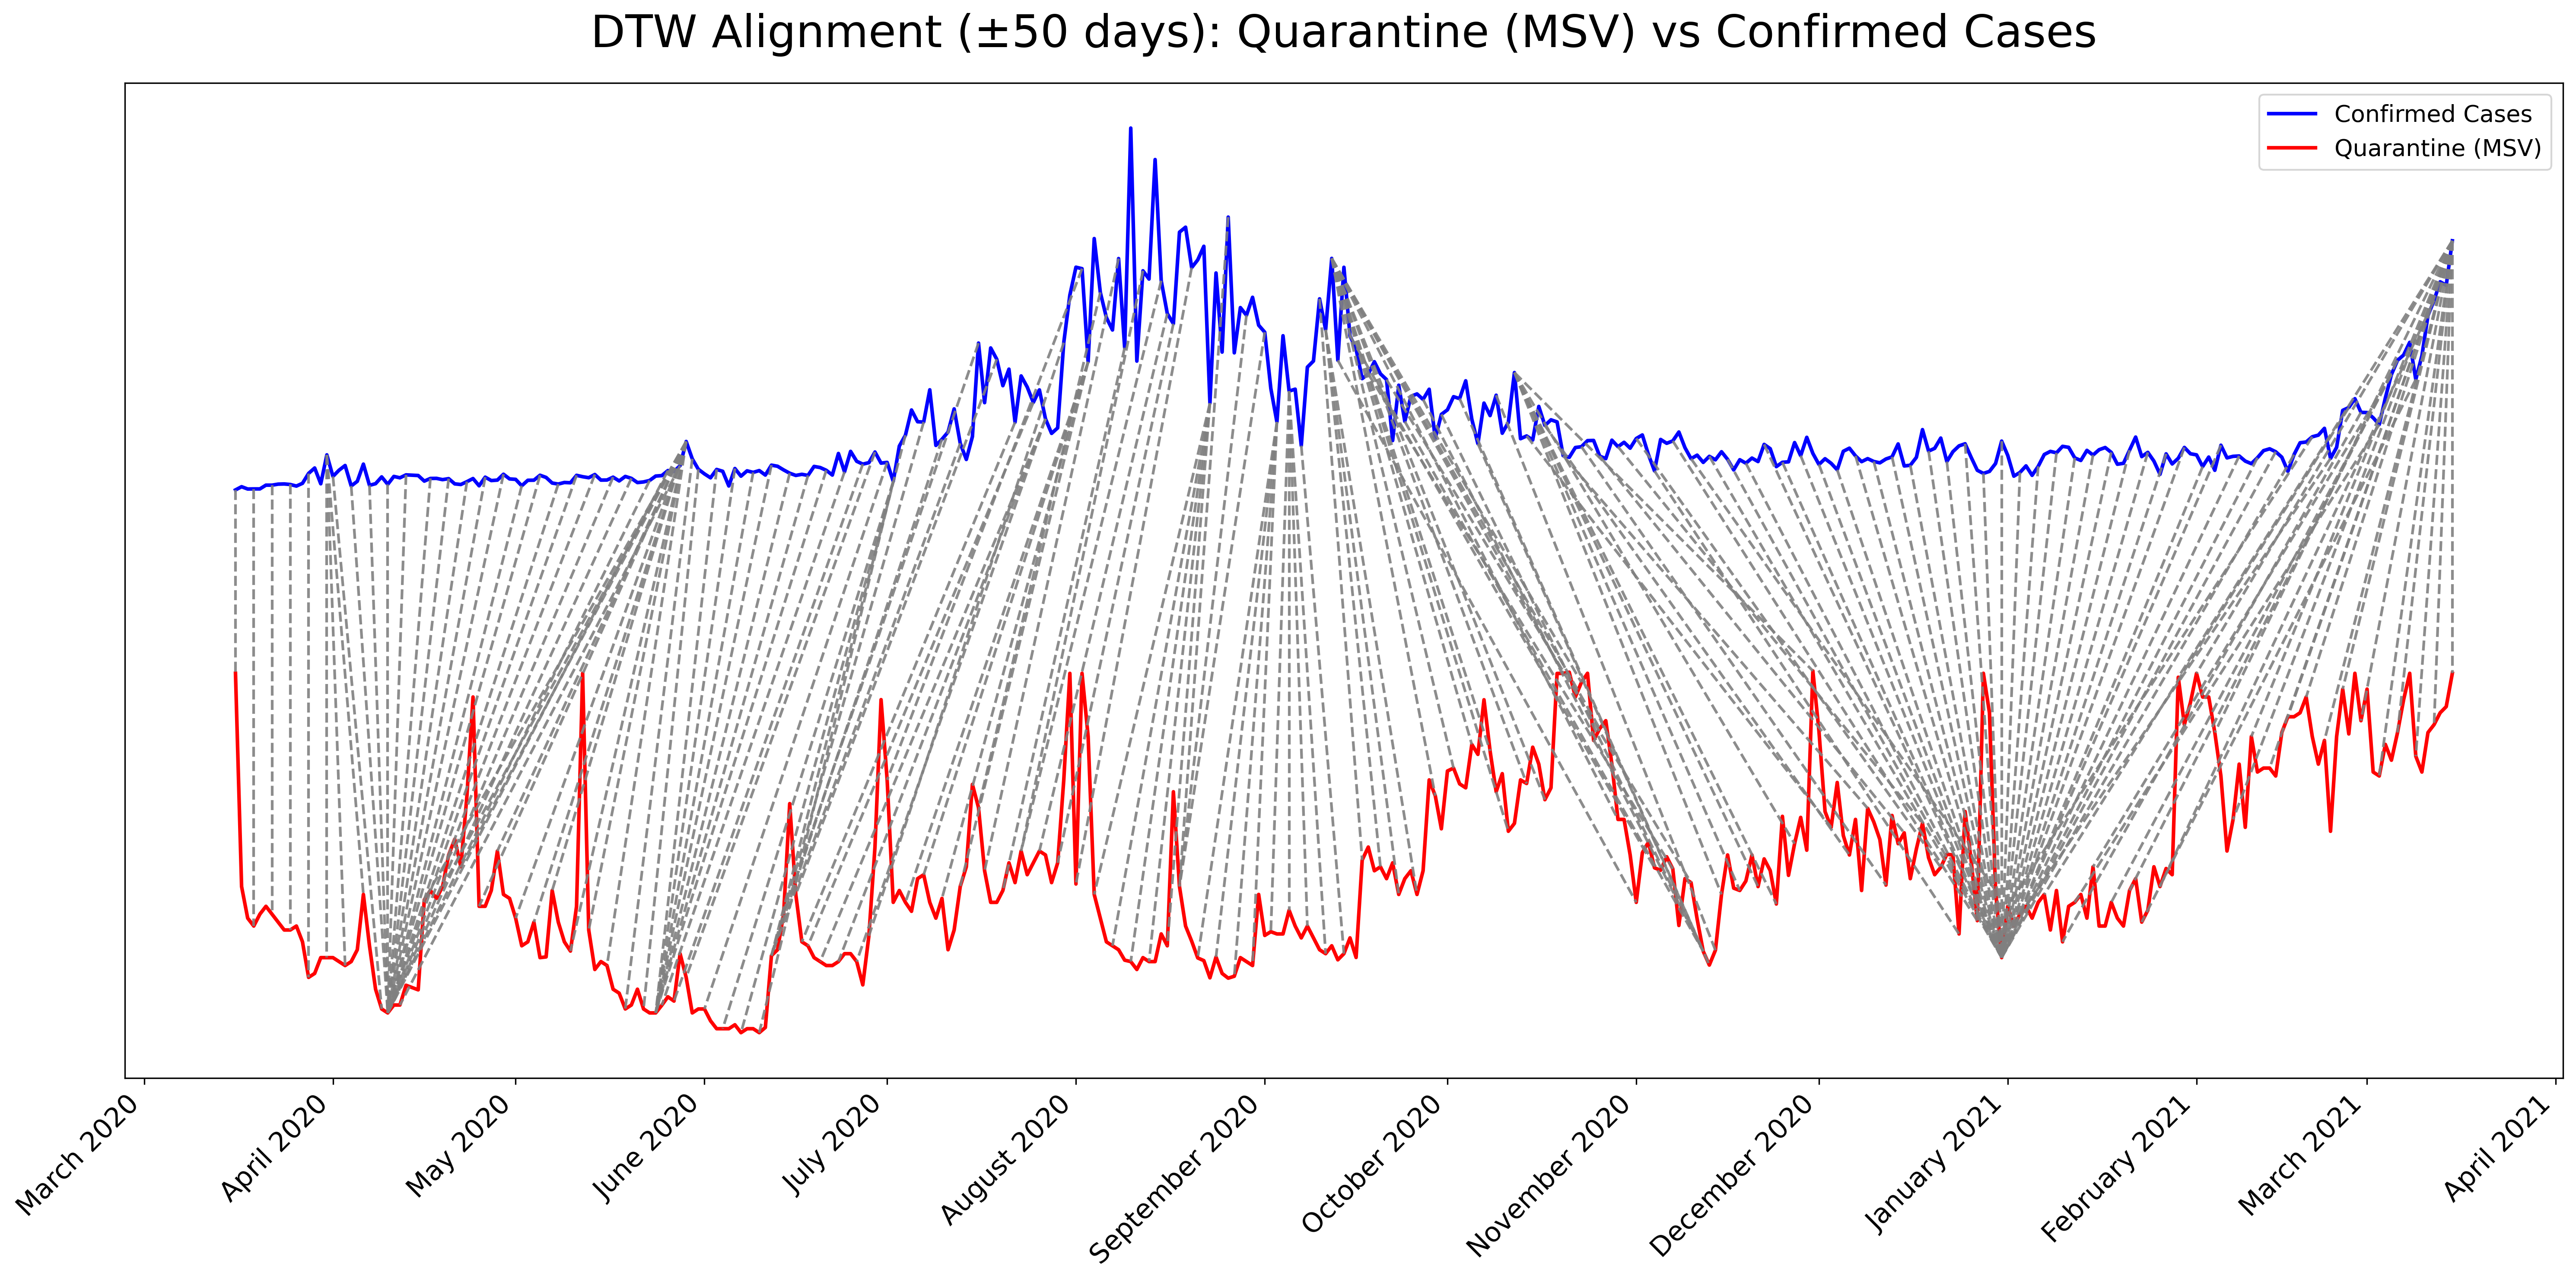 DTW Alignment (±50 days): Quarantine (MSV) vs Confirmed Cases
Confirmed Cases
Quarantine (MSV)
March 2020
April 2020
May 2020
June 2020
July 2020
August 2020
September 2020
October 2020
November 2020
December 2020
January 2021
February 2021
March 2021
April 2021